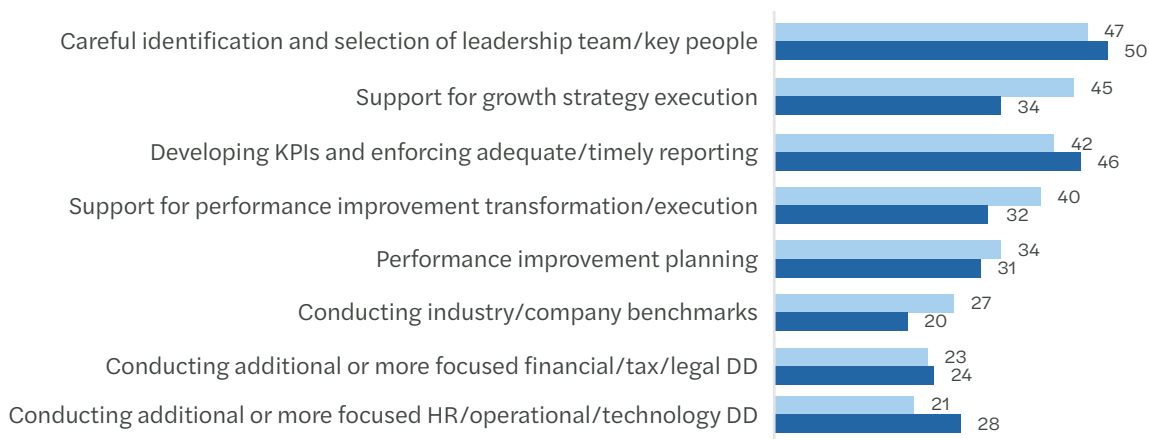 Careful identification and selection of leadership team/key people
47
50
Support for growth strategy execution
45
34
Developing KPIs and enforcing adequate/timely reporting
42
46
Support for performance improvement transformation/execution
40
32
Performance improvement planning
34
31
Conducting industry/company benchmarks
27
20
Conducting additional or more focused financial/tax/legal DD
23
24
Conducting additional or more focused HR/operational/technology DD
21
28